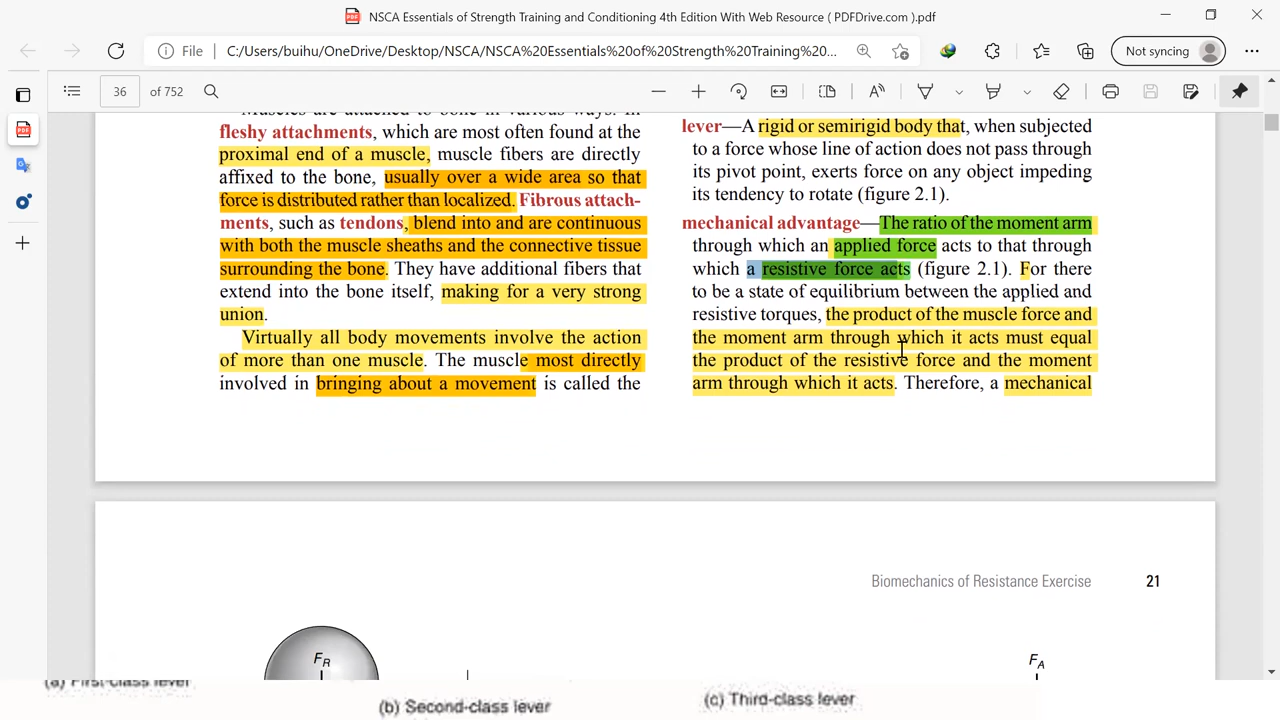 NSCA Essentials of Strength Training and Conditioning 4th Edition With Web Resource ( PDFDrive.com ).pdf
File
C:/Users/buihu/OneDrive/Desktop/NSCA/NSCA%20Essentials%20of%20Strength%20Training%20...
Not syncing
36 of 752
fleshy attachments, which are most often found at the
proximal end of a muscle, muscle fibers are directly
affixed to the bone, usually over a wide area so that
force is distributed rather than localized. Fibrous attach-
ments, such as tendons, blend into and are continuous
with both the muscle sheaths and the connective tissue
surrounding the bone. They have additional fibers that
extend into the bone itself, making for a very strong
union.
Virtually all body movements involve the action
of more than one muscle. The muscle most directly
involved in bringing about a movement is called the
lever—A rigid or semirigid body that, when subjected
to a force whose line of action does not pass through
its pivot point, exerts force on any object impeding
its tendency to rotate (figure 2.1).
mechanical advantage—The ratio of the moment arm
through which an applied force acts to that through
which a resistive force acts (figure 2.1). For there
to be a state of equilibrium between the applied and
resistive torques, the product of the muscle force and
the moment arm through which it acts must equal
the product of the resistive force and the moment
arm through which it acts. Therefore, a mechanical
Biomechanics of Resistance Exercise 21
FR
FA
(a) First-class lever
(b) Second-class lever
(c) Third-class lever